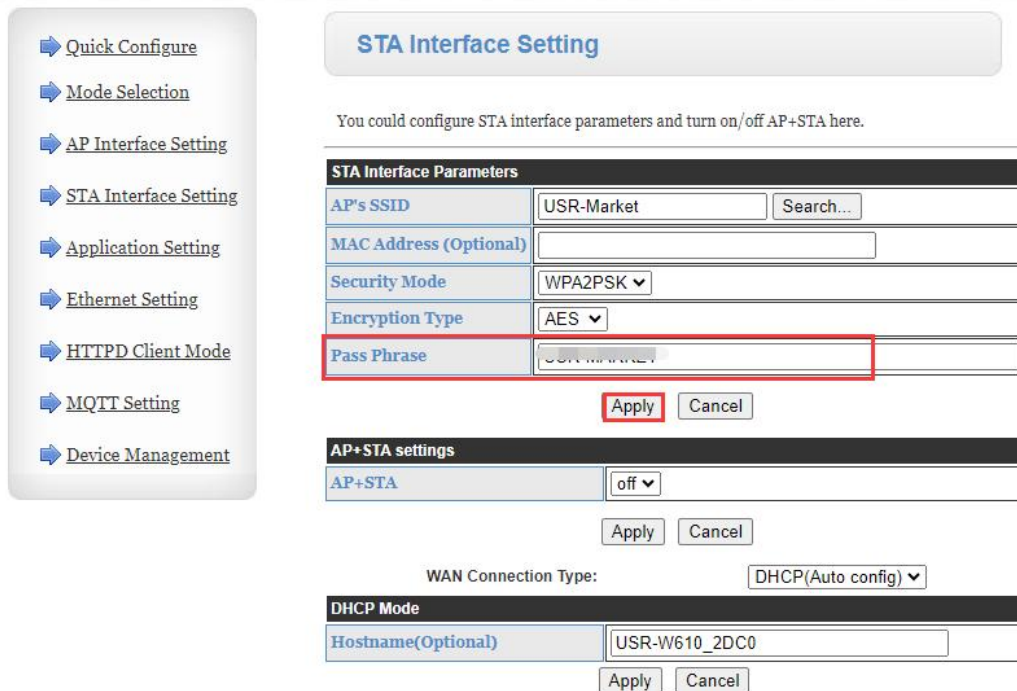 Quick Configure
Mode Selection
AP Interface Setting
STA Interface Setting
Application Setting
Ethernet Setting
HTTPD Client Mode
MQTT Setting
Device Management
STA Interface Setting
You could configure STA interface parameters and turn on/off AP+STA here.
STA Interface Parameters
AP's SSID USR-Market Search...
MAC Address (Optional)
Security Mode WPA2PSK
Encryption Type AES
Pass Phrase
Apply Cancel
AP+STA settings
AP+STA off
Apply Cancel
WAN Connection Type: DHCP(Auto config)
DHCP Mode
Hostname(Optional) USR-W610_2DC0
Apply Cancel